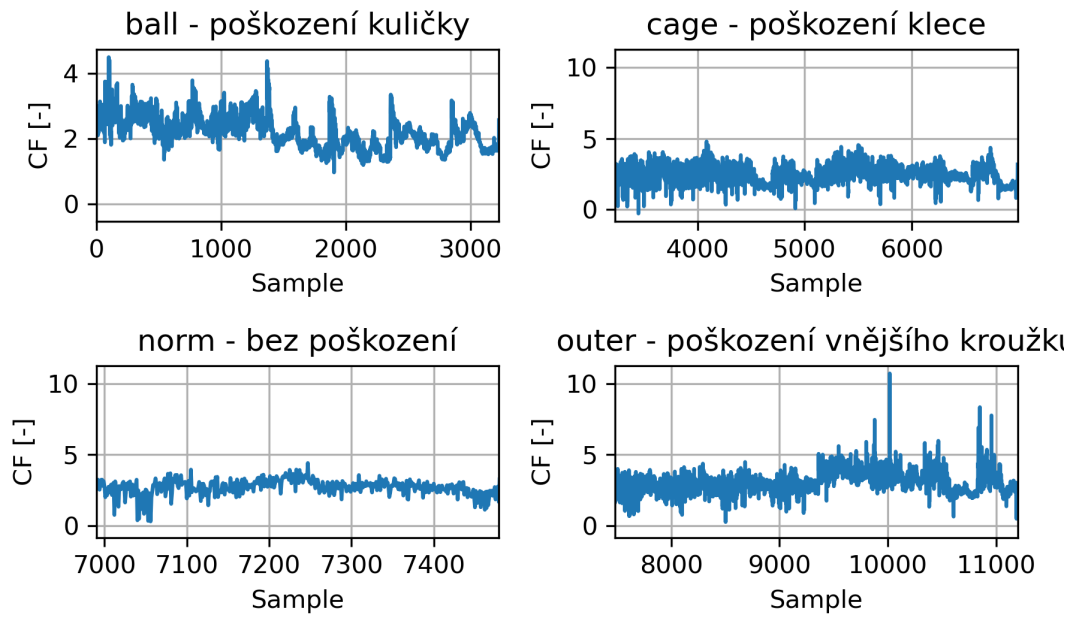 ball - poškození kuličky
CF [-]
4
2
0
0 1000 2000 3000
Sample
cage - poškození klece
CF [-]
10
5
0
4000 5000 6000
Sample
norm - bez poškození
CF [-]
10
5
0
7000 7100 7200 7300 7400
Sample
outer - poškození vnějšího kroužku
CF [-]
10
5
0
8000 9000 10000 11000
Sample